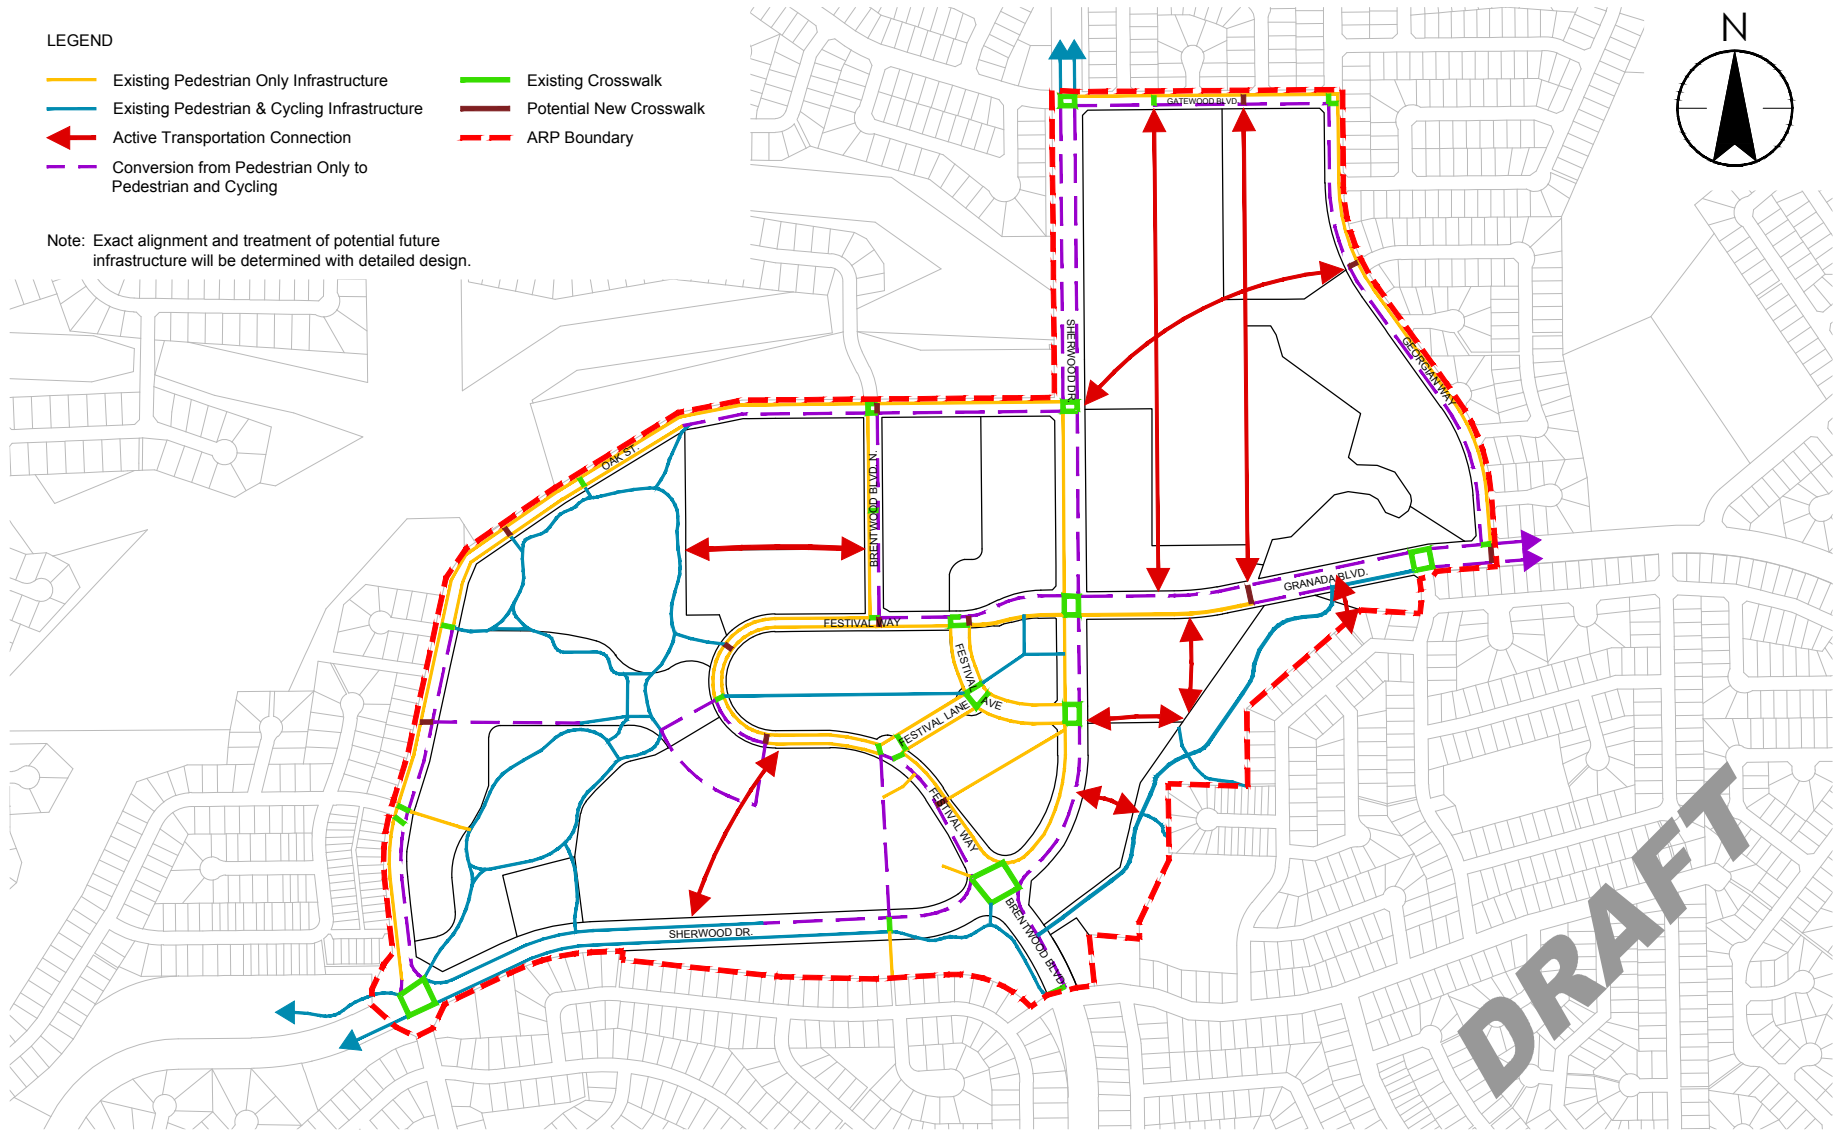 LEGEND
Existing Pedestrian Only Infrastructure
Existing Pedestrian & Cycling Infrastructure
Active Transportation Connection
Conversion from Pedestrian Only to
Pedestrian and Cycling
Existing Crosswalk
Potential New Crosswalk
ARP Boundary
Note: Exact alignment and treatment of potential future
infrastructure will be determined with detailed design.
N
GATEWOOD BLVD.
SHERWOOD DR.
GEORGIAN WAY
OAK ST.
BRENTWOOD BLVD. N.
GRANADA BLVD.
FESTIVAL WAY
FESTIVAL AVE
FESTIVAL LANE
FESTIVAL WAY
BRENTWOOD BLVD.
SHERWOOD DR.
DRAFT